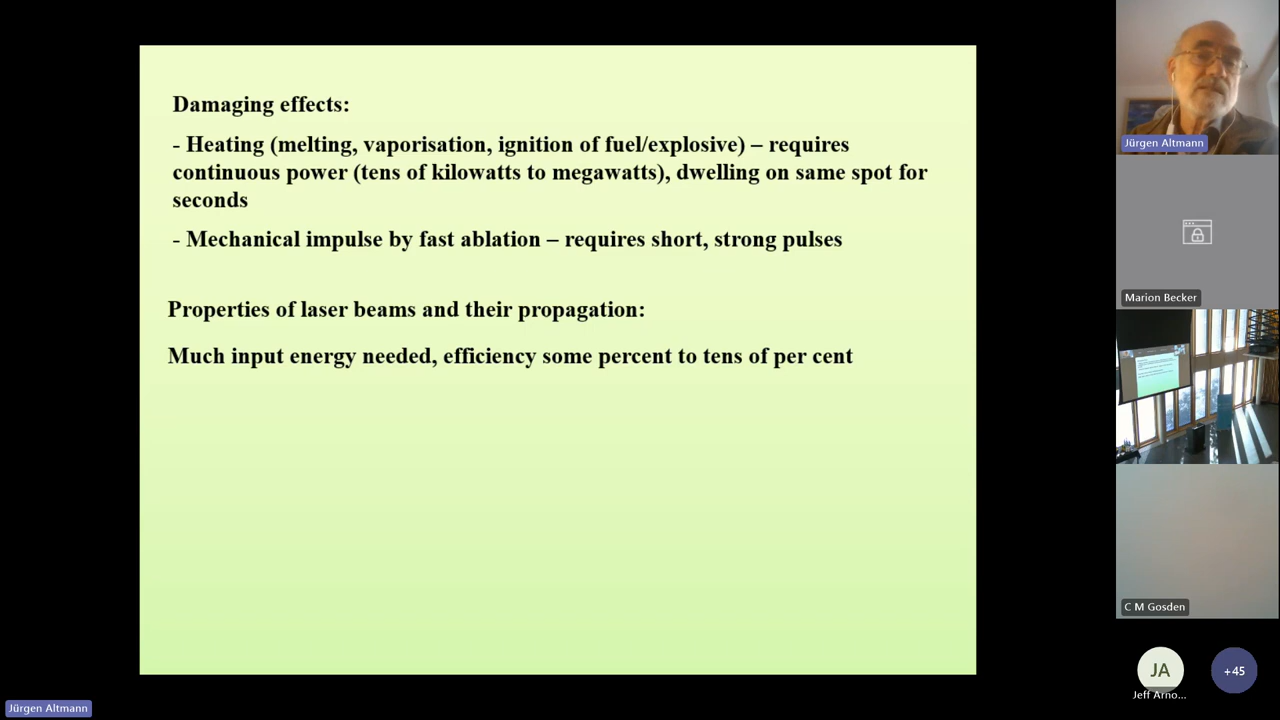 Damaging effects:
- Heating (melting, vaporisation, ignition of fuel/explosive) – requires
continuous power (tens of kilowatts to megawatts), dwelling on same spot for
seconds
- Mechanical impulse by fast ablation – requires short, strong pulses
Properties of laser beams and their propagation:
Much input energy needed, efficiency some percent to tens of per cent
Jürgen Altmann
Marion Becker
C M Gosden
JA
Jeff Arno...
+45
Jürgen Altmann